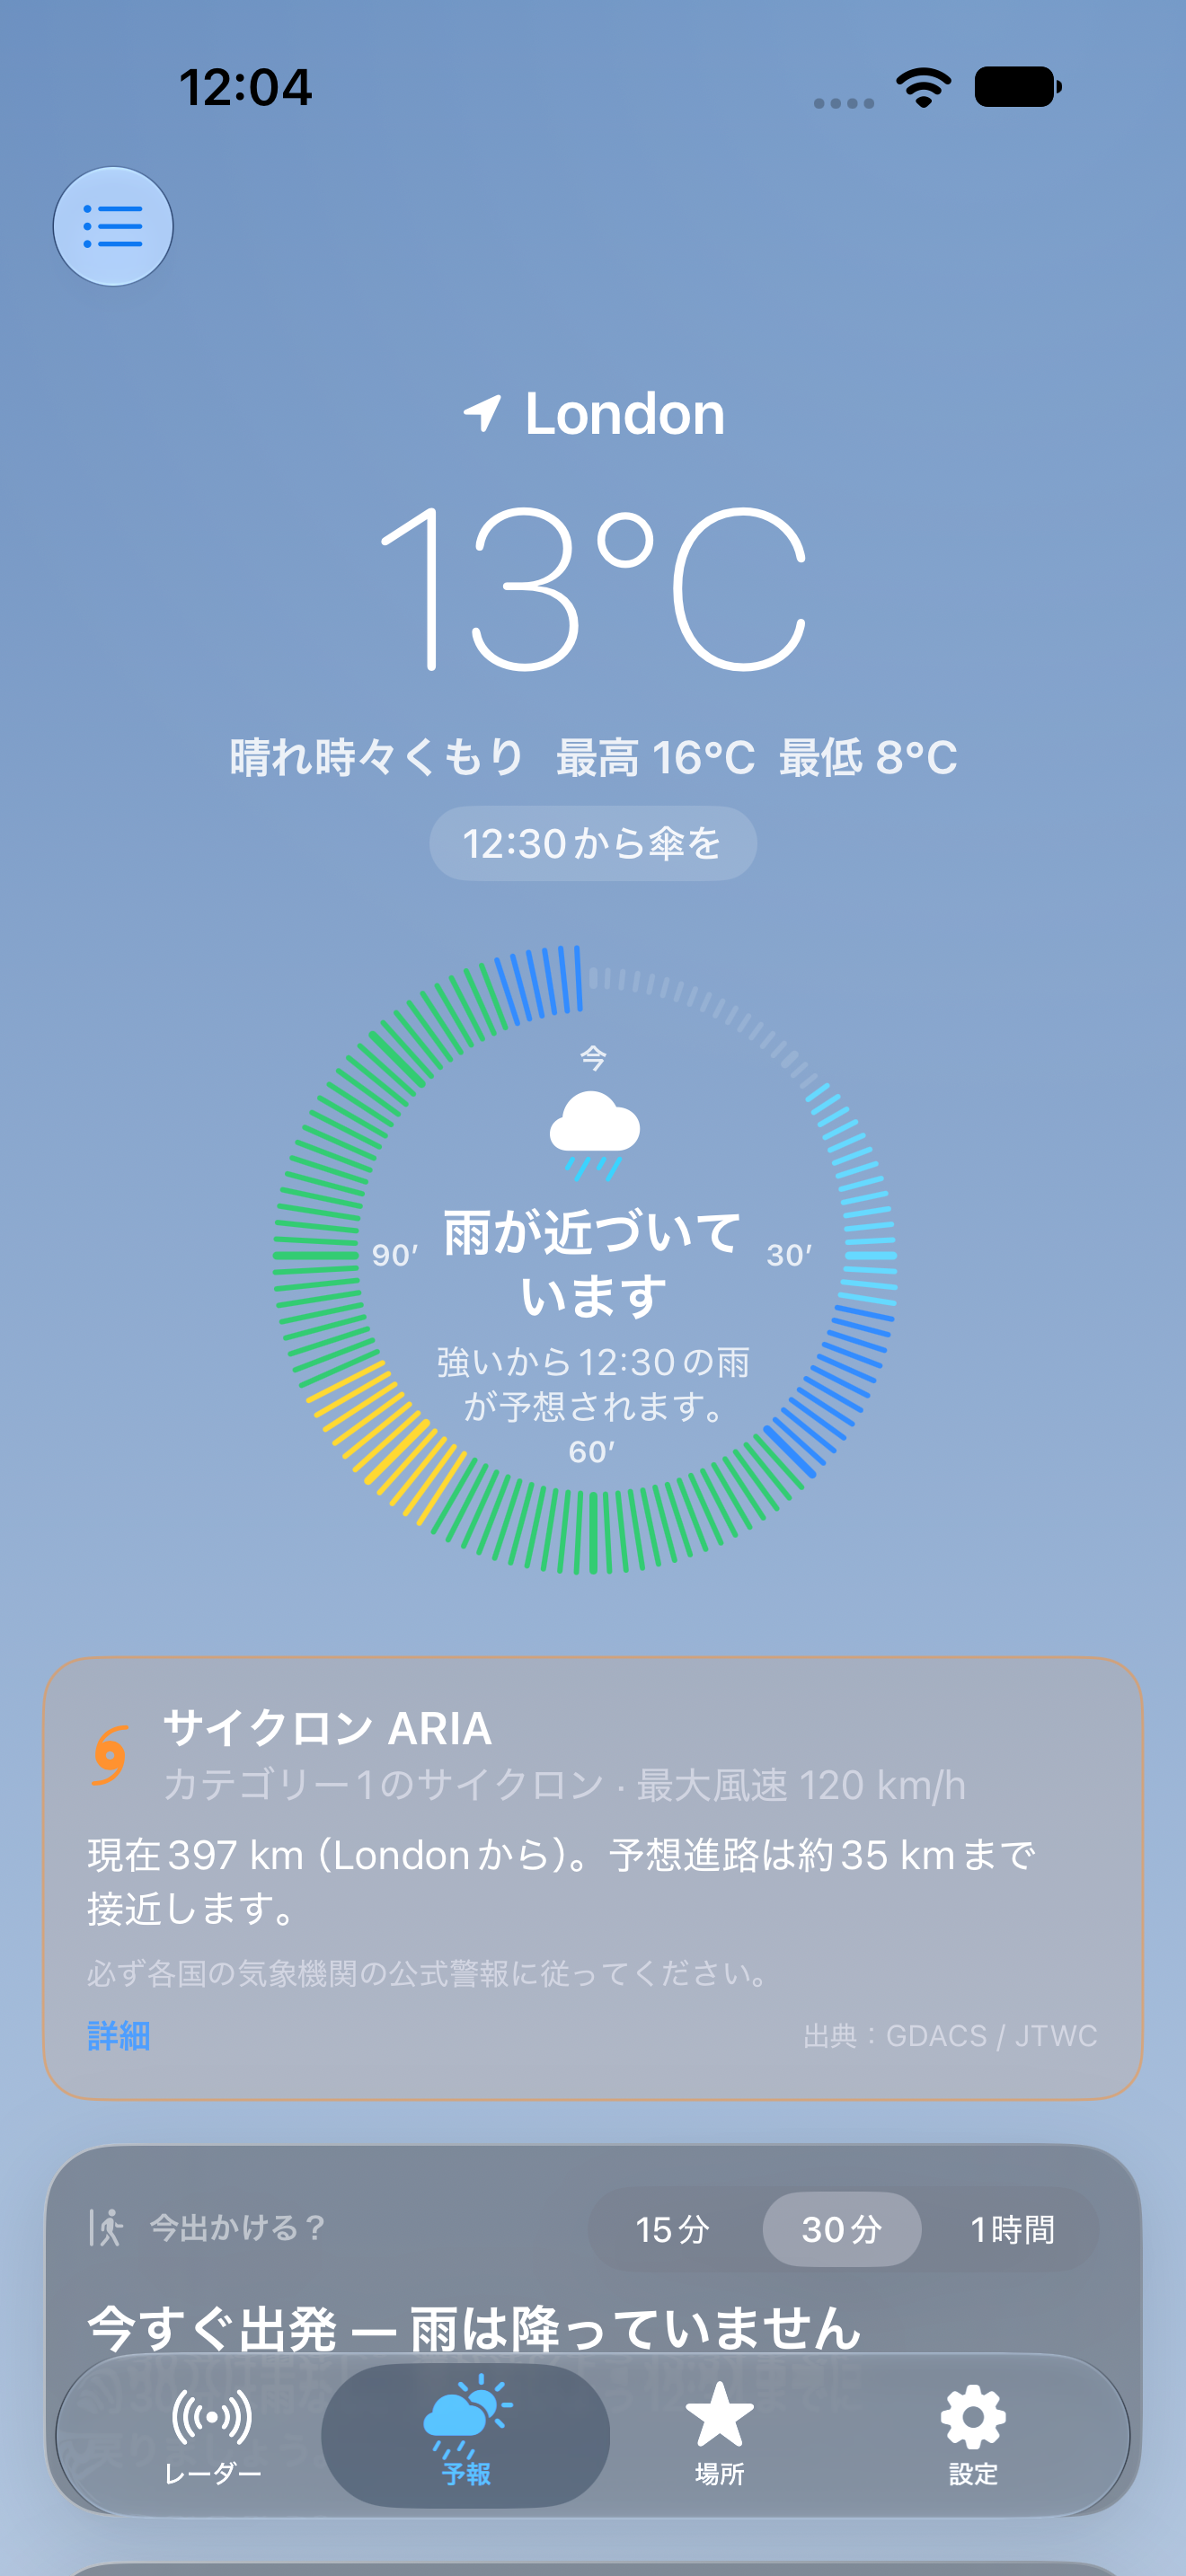 12:04
London
13°C
晴れ時々くもり 最高 16°C 最低 8°C
12:30から傘を
今
雨が近づいて
います
90′
30′
強いから12:30の雨
が予想されます。
60′
サイクロン ARIA
カテゴリー1のサイクロン · 最大風速 120 km/h
現在397 km（Londonから）。予想進路は約35 kmまで
接近します。
必ず各国の気象機関の公式警報に従ってください。
詳細
出典：GDACS / JTWC
今出かける？
15分
30分
1時間
今すぐ出発 — 雨は降っていません
レーダー
予報
場所
設定